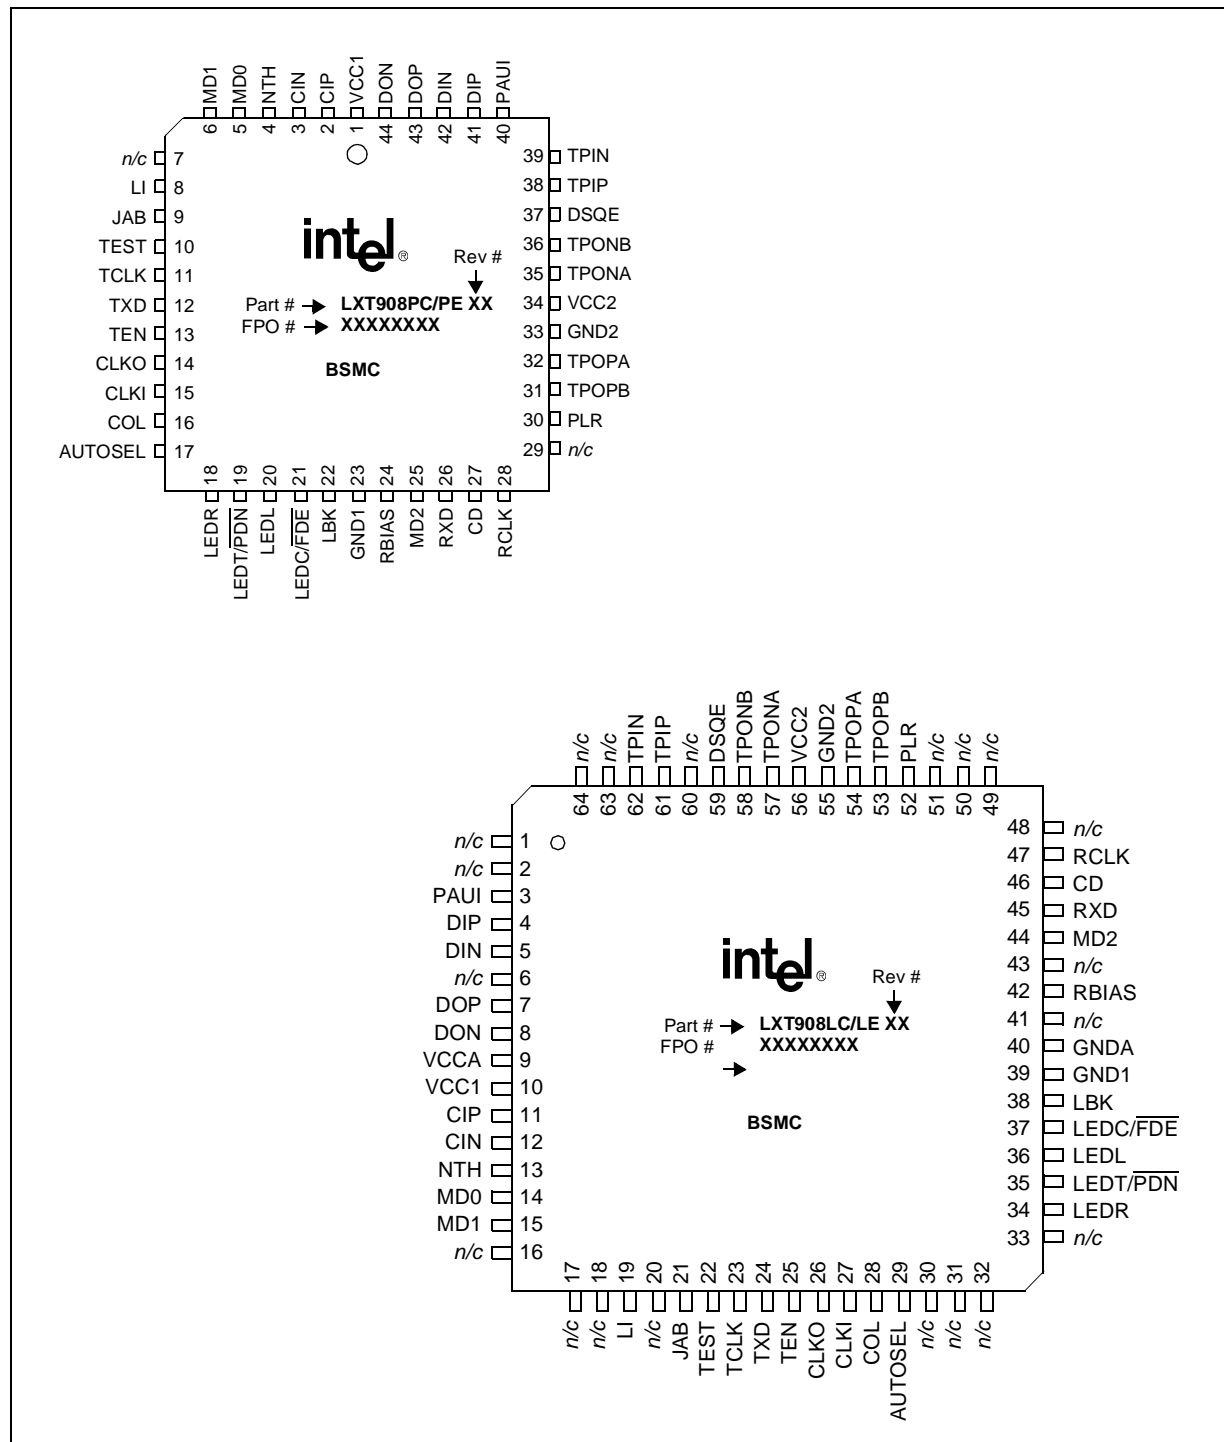 6 MD1
5 MD0
4 NTH
3 CIN
2 CIP
1 VCC1
44 DON
43 DOP
42 DIN
41 DIP
40 PAUI
n/c 7
LI 8
JAB 9
TEST 10
TCLK 11
TXD 12
TEN 13
CLKO 14
CLKI 15
COL 16
AUTOSEL 17
39 TPIN
38 TPIP
37 DSQE
36 TPONB
35 TPONA
34 VCC2
33 GND2
32 TPOPA
31 TPOPB
30 PLR
29 n/c
intel®
Rev #
Part # LXT908PC/PE XX
FPO # XXXXXXXX
BSMC
LEDR 18
LEDT/PDN 19
LEDL 20
LEDC/FDE 21
LBK 22
GND1 23
RBIAS 24
MD2 25
RXD 26
CD 27
RCLK 28
64 n/c
63 n/c
62 TPIN
61 TPIP
60 n/c
59 DSQE
58 TPONB
57 TPONA
56 VCC2
55 GND2
54 TPOPA
53 TPOPB
52 PLR
51 n/c
50 n/c
49 n/c
n/c 1
n/c 2
PAUI 3
DIP 4
DIN 5
n/c 6
DOP 7
DON 8
VCCA 9
VCC1 10
CIP 11
CIN 12
NTH 13
MD0 14
MD1 15
n/c 16
48 n/c
47 RCLK
46 CD
45 RXD
44 MD2
43 n/c
42 RBIAS
41 n/c
40 GNDA
39 GND1
38 LBK
37 LEDC/FDE
36 LEDL
35 LEDT/PDN
34 LEDR
33 n/c
intel®
Rev #
Part # LXT908LC/LE XX
FPO # XXXXXXXX
BSMC
n/c 17
n/c 18
LI 19
n/c 20
JAB 21
TEST 22
TCLK 23
TXD 24
TEN 25
CLKO 26
CLKI 27
COL 28
AUTOSEL 29
n/c 30
n/c 31
n/c 32